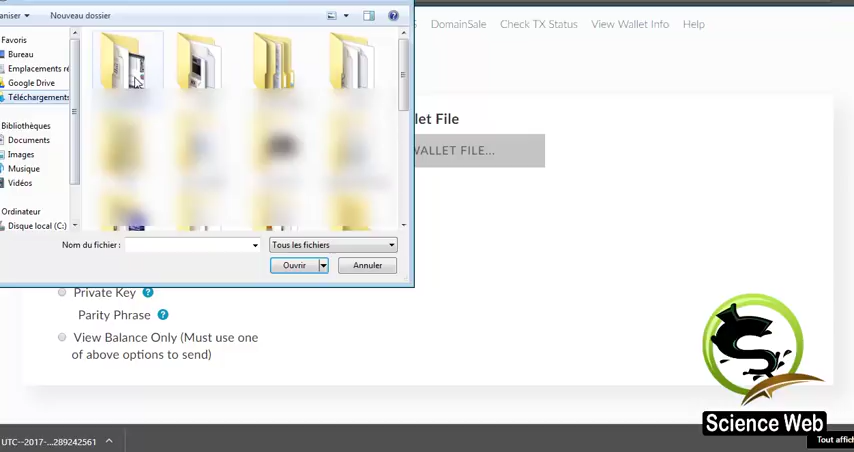 aniser
Nouveau dossier
DomainSale Check TX Status View Wallet Info Help
Favoris
Bureau
Emplacements ré
Google Drive
Téléchargements
Bibliothèques
Documents
Images
Musique
Vidéos
Ordinateur
Disque local (C:)
let File
WALLET FILE...
Nom du fichier :
Tous les fichiers
Ouvrir
Annuler
Private Key ?
Parity Phrase ?
View Balance Only (Must use one
of above options to send)
S
Science Web
UTC--2017-...289242561
Tout affich